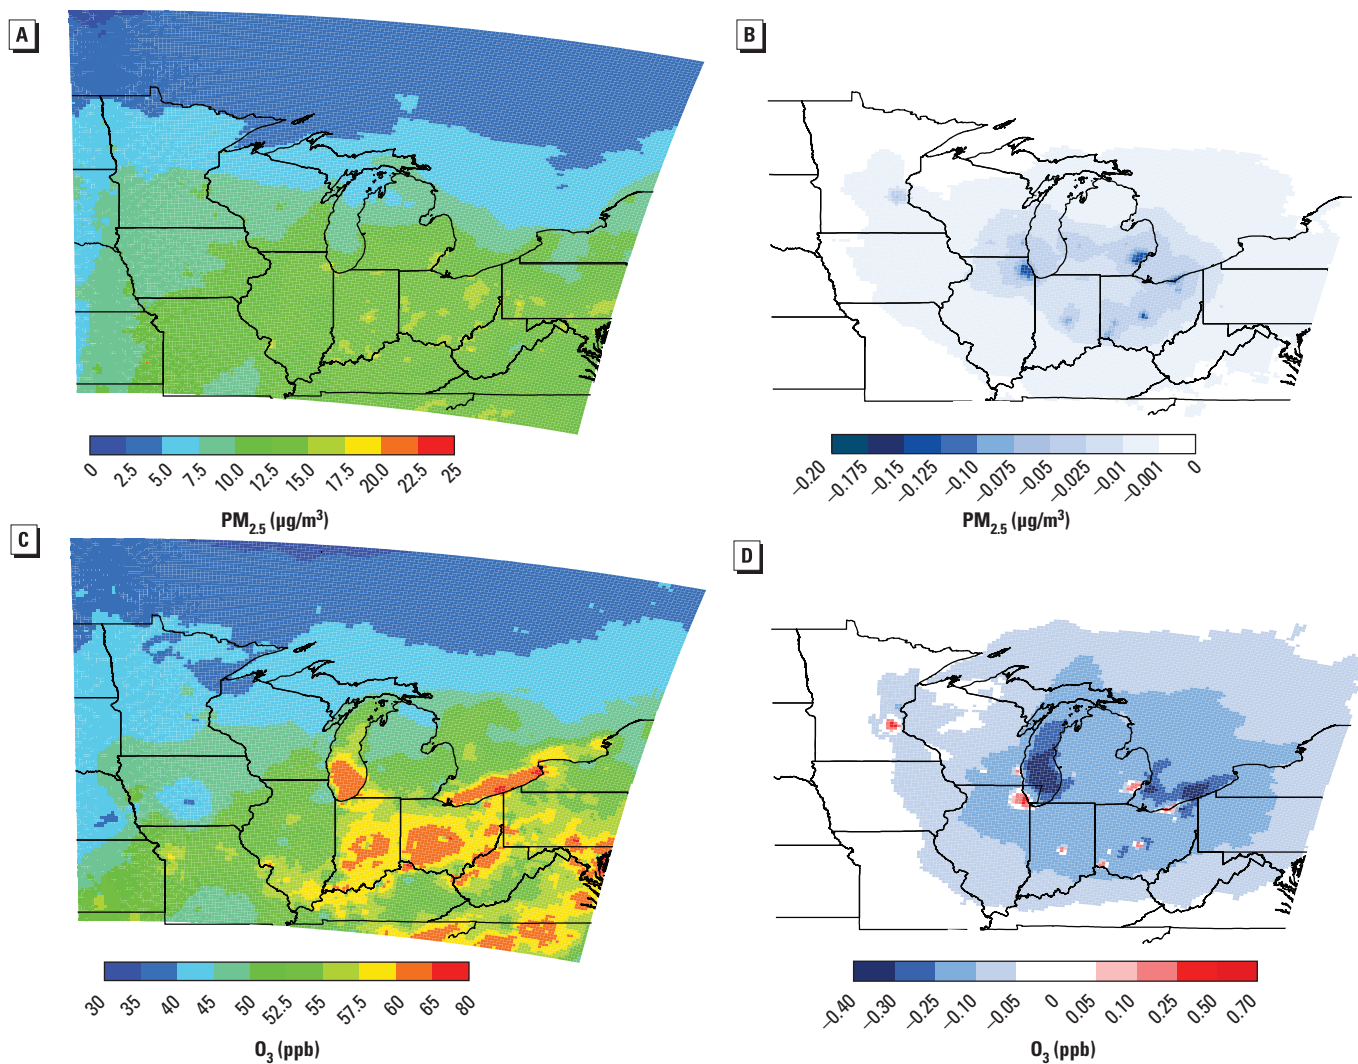 A
0 2.5 5.0 7.5 10.0 12.5 15.0 17.5 20.0 22.5 25
PM2.5 (µg/m³)
B
−0.20 −0.175 −0.15 −0.125 −0.10 −0.075 −0.05 −0.025 −0.01 −0.001 0
PM2.5 (µg/m³)
C
30 35 40 45 50 52.5 55 57.5 60 65 80
O3 (ppb)
D
−0.40 −0.30 −0.25 −0.10 −0.05 0 0.05 0.10 0.25 0.50 0.70
O3 (ppb)